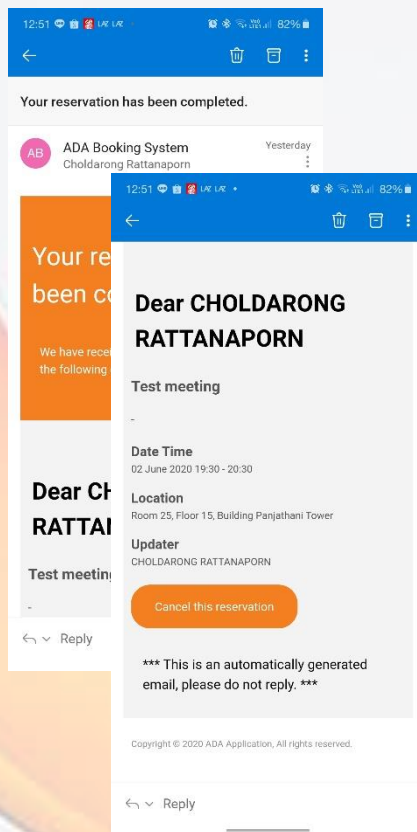 12:51
82%
Your reservation has been completed.
AB
ADA Booking System
Yesterday
Choldarong Rattanaporn
Your re
been co
We have recei
the following
Dear CH
RATTA
Test meeting
-
Reply
12:51
82%
Dear CHOLDARONG
RATTANAPORN
Test meeting
-
Date Time
02 June 2020 19:30 - 20:30
Location
Room 25, Floor 15, Building Panjathani Tower
Updater
CHOLDARONG RATTANAPORN
Cancel this reservation
*** This is an automatically generated
email, please do not reply. ***
Copyright © 2020 ADA Application, All rights reserved.
Reply